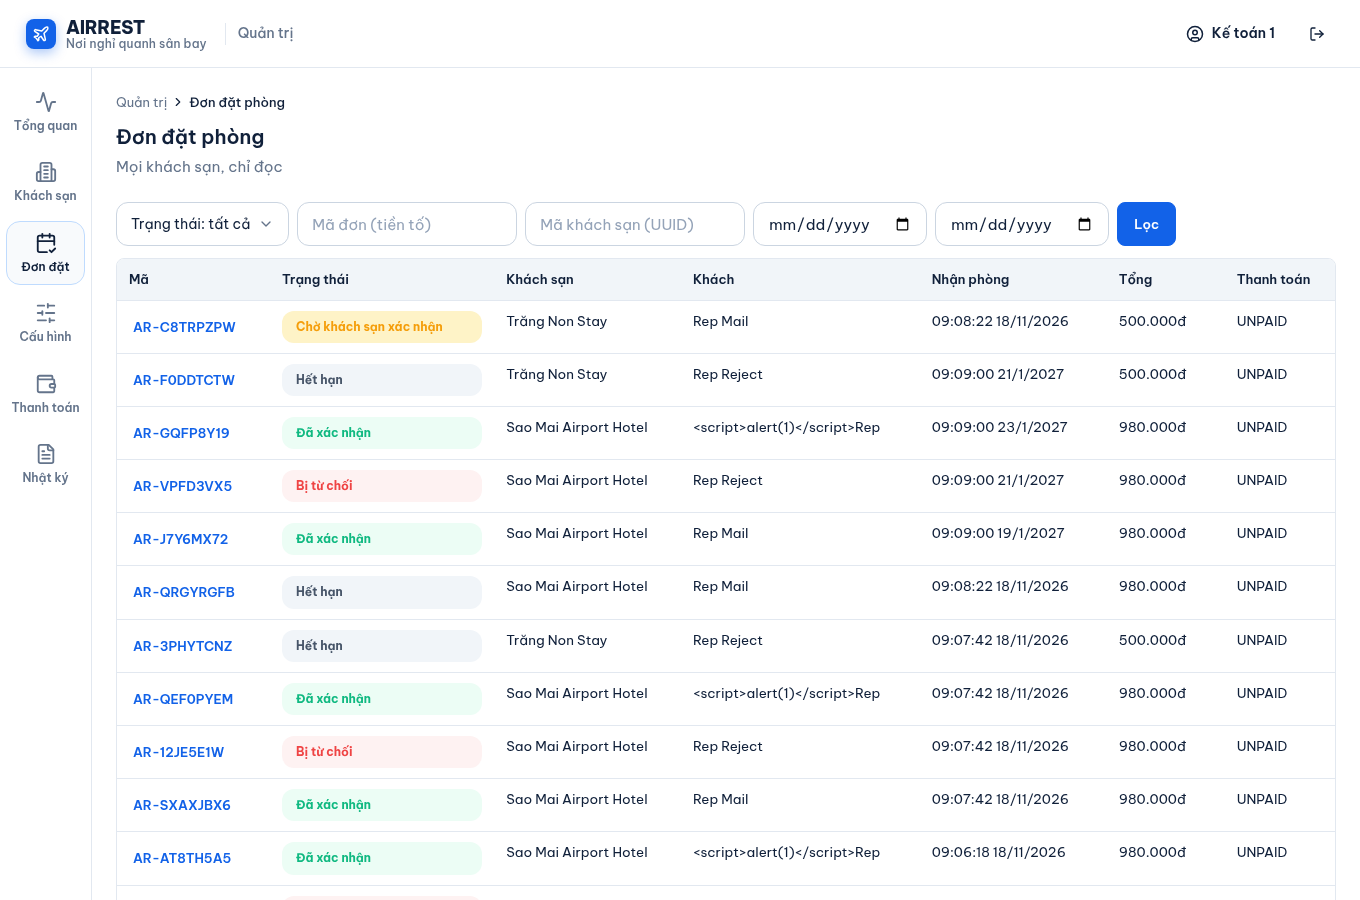 AIRREST
Nơi nghỉ quanh sân bay
Quản trị
Kế toán 1
Tổng quan
Khách sạn
Đơn đặt
Cấu hình
Thanh toán
Nhật ký
Quản trị > Đơn đặt phòng
Đơn đặt phòng
Mọi khách sạn, chỉ đọc
Trạng thái: tất cả
Mã đơn (tiền tố)
Mã khách sạn (UUID)
mm/dd/yyyy
mm/dd/yyyy
Lọc
Mã Trạng thái Khách sạn Khách Nhận phòng Tổng Thanh toán
AR-C8TRPZPW Chờ khách sạn xác nhận Trăng Non Stay Rep Mail 09:08:22 18/11/2026 500.000đ UNPAID
AR-F0DDTCTW Hết hạn Trăng Non Stay Rep Reject 09:09:00 21/1/2027 500.000đ UNPAID
AR-GQFP8Y19 Đã xác nhận Sao Mai Airport Hotel <script>alert(1)</script>Rep 09:09:00 23/1/2027 980.000đ UNPAID
AR-VPFD3VX5 Bị từ chối Sao Mai Airport Hotel Rep Reject 09:09:00 21/1/2027 980.000đ UNPAID
AR-J7Y6MX72 Đã xác nhận Sao Mai Airport Hotel Rep Mail 09:09:00 19/1/2027 980.000đ UNPAID
AR-QRGYRGFB Hết hạn Sao Mai Airport Hotel Rep Mail 09:08:22 18/11/2026 980.000đ UNPAID
AR-3PHYTCNZ Hết hạn Trăng Non Stay Rep Reject 09:07:42 18/11/2026 500.000đ UNPAID
AR-QEF0PYEM Đã xác nhận Sao Mai Airport Hotel <script>alert(1)</script>Rep 09:07:42 18/11/2026 980.000đ UNPAID
AR-12JE5E1W Bị từ chối Sao Mai Airport Hotel Rep Reject 09:07:42 18/11/2026 980.000đ UNPAID
AR-SXAXJBX6 Đã xác nhận Sao Mai Airport Hotel Rep Mail 09:07:42 18/11/2026 980.000đ UNPAID
AR-AT8TH5A5 Đã xác nhận Sao Mai Airport Hotel <script>alert(1)</script>Rep 09:06:18 18/11/2026 980.000đ UNPAID